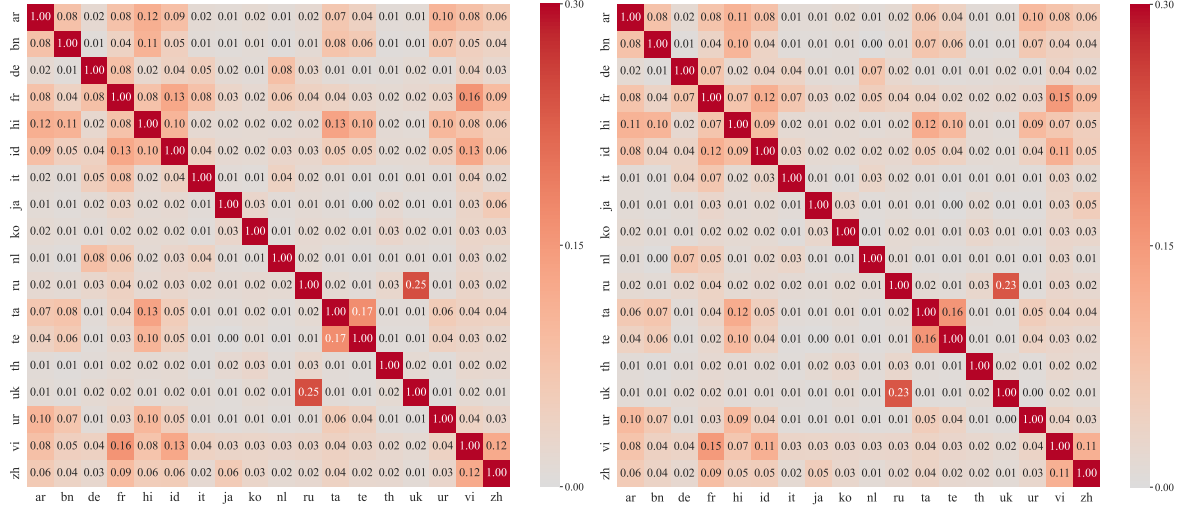 ar 1.00 0.08 0.02 0.08 0.12 0.09 0.02 0.01 0.02 0.01 0.02 0.07 0.04 0.02 0.02 0.10 0.08 0.06
bn 0.08 1.00 0.01 0.04 0.11 0.05 0.01 0.01 0.01 0.01 0.01 0.08 0.06 0.01 0.01 0.07 0.05 0.04
de 0.02 0.01 1.00 0.08 0.02 0.04 0.05 0.02 0.01 0.08 0.03 0.01 0.01 0.01 0.02 0.01 0.04 0.03
fr 0.08 0.04 0.08 1.00 0.08 0.13 0.08 0.03 0.02 0.06 0.04 0.04 0.03 0.02 0.02 0.03 0.16 0.09
hi 0.12 0.11 0.02 0.08 1.00 0.10 0.02 0.02 0.02 0.02 0.02 0.13 0.10 0.02 0.02 0.10 0.08 0.06
id 0.09 0.05 0.04 0.13 0.10 1.00 0.04 0.02 0.02 0.03 0.03 0.05 0.05 0.02 0.02 0.05 0.13 0.06
it 0.02 0.01 0.05 0.08 0.02 0.04 1.00 0.01 0.01 0.04 0.02 0.01 0.01 0.01 0.01 0.01 0.04 0.02
ja 0.01 0.01 0.02 0.03 0.02 0.02 0.01 1.00 0.03 0.01 0.01 0.01 0.00 0.02 0.01 0.01 0.03 0.06
ko 0.02 0.01 0.01 0.02 0.02 0.02 0.01 0.03 1.00 0.01 0.02 0.01 0.02 0.03 0.02 0.01 0.03 0.03
nl 0.01 0.01 0.08 0.06 0.02 0.03 0.04 0.01 0.01 1.00 0.02 0.01 0.01 0.01 0.01 0.01 0.03 0.02
ru 0.02 0.01 0.03 0.04 0.02 0.03 0.02 0.01 0.02 0.02 1.00 0.02 0.01 0.03 0.25 0.01 0.03 0.02
ta 0.07 0.08 0.01 0.04 0.13 0.05 0.01 0.01 0.01 0.01 0.02 1.00 0.17 0.01 0.01 0.06 0.04 0.04
te 0.04 0.06 0.01 0.03 0.10 0.05 0.01 0.00 0.02 0.01 0.01 0.17 1.00 0.02 0.01 0.04 0.03 0.02
th 0.02 0.01 0.01 0.02 0.02 0.02 0.01 0.02 0.03 0.01 0.03 0.01 0.02 1.00 0.02 0.01 0.02 0.01
uk 0.02 0.01 0.02 0.02 0.02 0.02 0.01 0.01 0.02 0.01 0.25 0.01 0.01 0.02 1.00 0.01 0.02 0.01
ur 0.10 0.07 0.01 0.03 0.10 0.05 0.01 0.01 0.01 0.01 0.01 0.06 0.04 0.01 0.01 1.00 0.04 0.03
vi 0.08 0.05 0.04 0.16 0.08 0.13 0.04 0.03 0.03 0.03 0.03 0.04 0.03 0.02 0.02 0.04 1.00 0.12
zh 0.06 0.04 0.03 0.09 0.06 0.06 0.02 0.06 0.03 0.02 0.02 0.04 0.02 0.01 0.01 0.03 0.12 1.00
ar bn de fr hi id it ja ko nl ru ta te th uk ur vi zh
0.30
0.15
0.00
ar 1.00 0.08 0.02 0.08 0.11 0.08 0.01 0.01 0.02 0.01 0.02 0.06 0.04 0.01 0.01 0.10 0.08 0.06
bn 0.08 1.00 0.01 0.04 0.10 0.04 0.01 0.01 0.01 0.00 0.01 0.07 0.06 0.01 0.01 0.07 0.05 0.04
de 0.02 0.01 1.00 0.07 0.02 0.04 0.04 0.01 0.01 0.07 0.02 0.01 0.01 0.01 0.01 0.01 0.04 0.02
fr 0.08 0.04 0.07 1.00 0.07 0.12 0.07 0.03 0.02 0.05 0.04 0.04 0.02 0.02 0.02 0.03 0.15 0.09
hi 0.11 0.10 0.02 0.07 1.00 0.09 0.02 0.01 0.01 0.01 0.02 0.12 0.10 0.02 0.01 0.09 0.07 0.05
id 0.08 0.04 0.04 0.12 0.09 1.00 0.03 0.02 0.02 0.02 0.02 0.05 0.04 0.02 0.01 0.04 0.11 0.05
it 0.01 0.01 0.04 0.07 0.02 0.03 1.00 0.01 0.01 0.03 0.02 0.01 0.01 0.01 0.01 0.01 0.03 0.02
ja 0.01 0.01 0.01 0.03 0.01 0.02 0.01 1.00 0.03 0.01 0.01 0.01 0.01 0.01 0.01 0.01 0.03 0.05
ko 0.02 0.01 0.01 0.02 0.01 0.02 0.01 0.03 1.00 0.01 0.01 0.01 0.02 0.03 0.01 0.01 0.03 0.03
nl 0.01 0.00 0.07 0.05 0.01 0.02 0.03 0.01 0.01 1.00 0.01 0.01 0.01 0.01 0.01 0.01 0.03 0.02
ru 0.02 0.01 0.02 0.04 0.02 0.02 0.02 0.01 0.01 0.01 1.00 0.02 0.01 0.03 0.23 0.01 0.03 0.02
ta 0.06 0.07 0.01 0.04 0.12 0.05 0.01 0.01 0.01 0.01 0.02 1.00 0.16 0.01 0.01 0.05 0.04 0.04
te 0.04 0.06 0.01 0.02 0.10 0.04 0.01 0.01 0.02 0.01 0.01 0.16 1.00 0.01 0.01 0.04 0.03 0.02
th 0.01 0.01 0.01 0.02 0.02 0.02 0.01 0.01 0.03 0.01 0.03 0.01 0.01 1.00 0.02 0.01 0.02 0.01
uk 0.01 0.01 0.01 0.02 0.01 0.01 0.01 0.01 0.01 0.01 0.23 0.01 0.01 0.02 1.00 0.00 0.02 0.01
ur 0.10 0.07 0.01 0.03 0.09 0.04 0.01 0.01 0.01 0.01 0.01 0.05 0.04 0.01 0.00 1.00 0.04 0.03
vi 0.08 0.05 0.04 0.15 0.07 0.11 0.03 0.03 0.03 0.03 0.03 0.04 0.03 0.02 0.02 0.04 1.00 0.11
zh 0.06 0.04 0.02 0.09 0.05 0.05 0.02 0.05 0.03 0.02 0.02 0.04 0.02 0.01 0.01 0.03 0.11 1.00
ar bn de fr hi id it ja ko nl ru ta te th uk ur vi zh
0.30
0.15
0.00